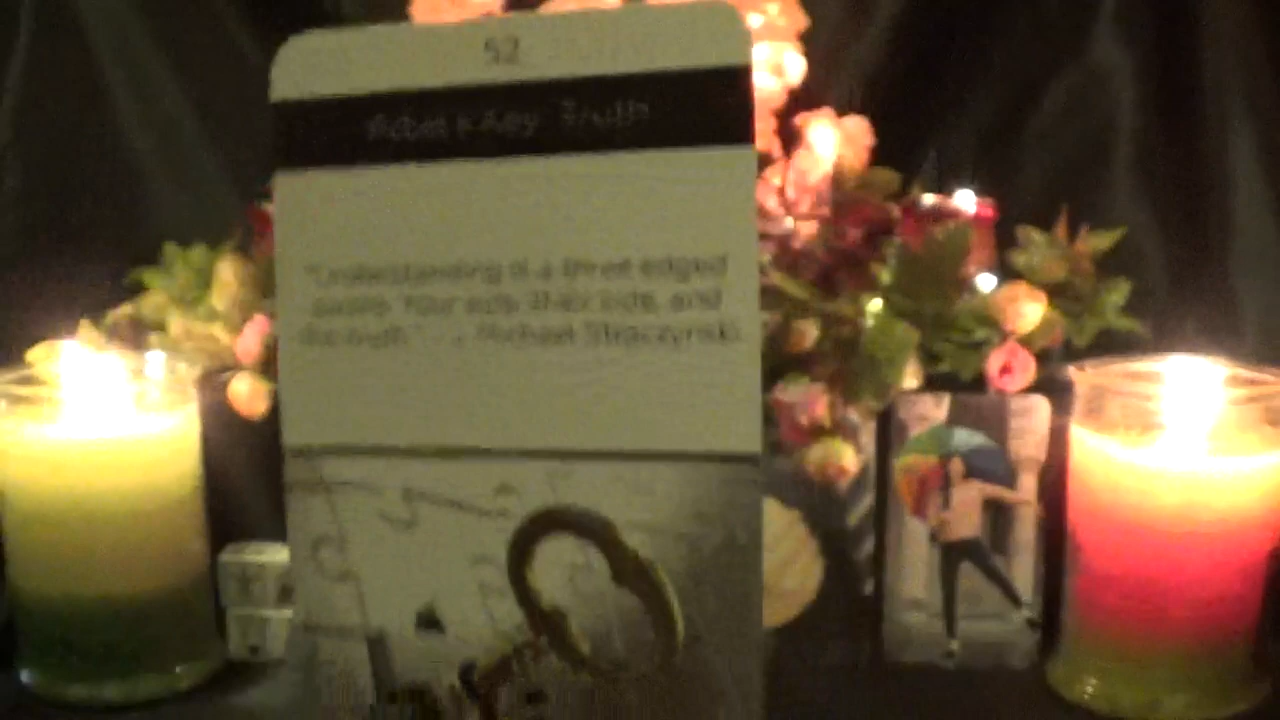 52
Truth
"Understanding is a three edged
sword. Your side, their side, and
the truth." - J. Michael Straczynski